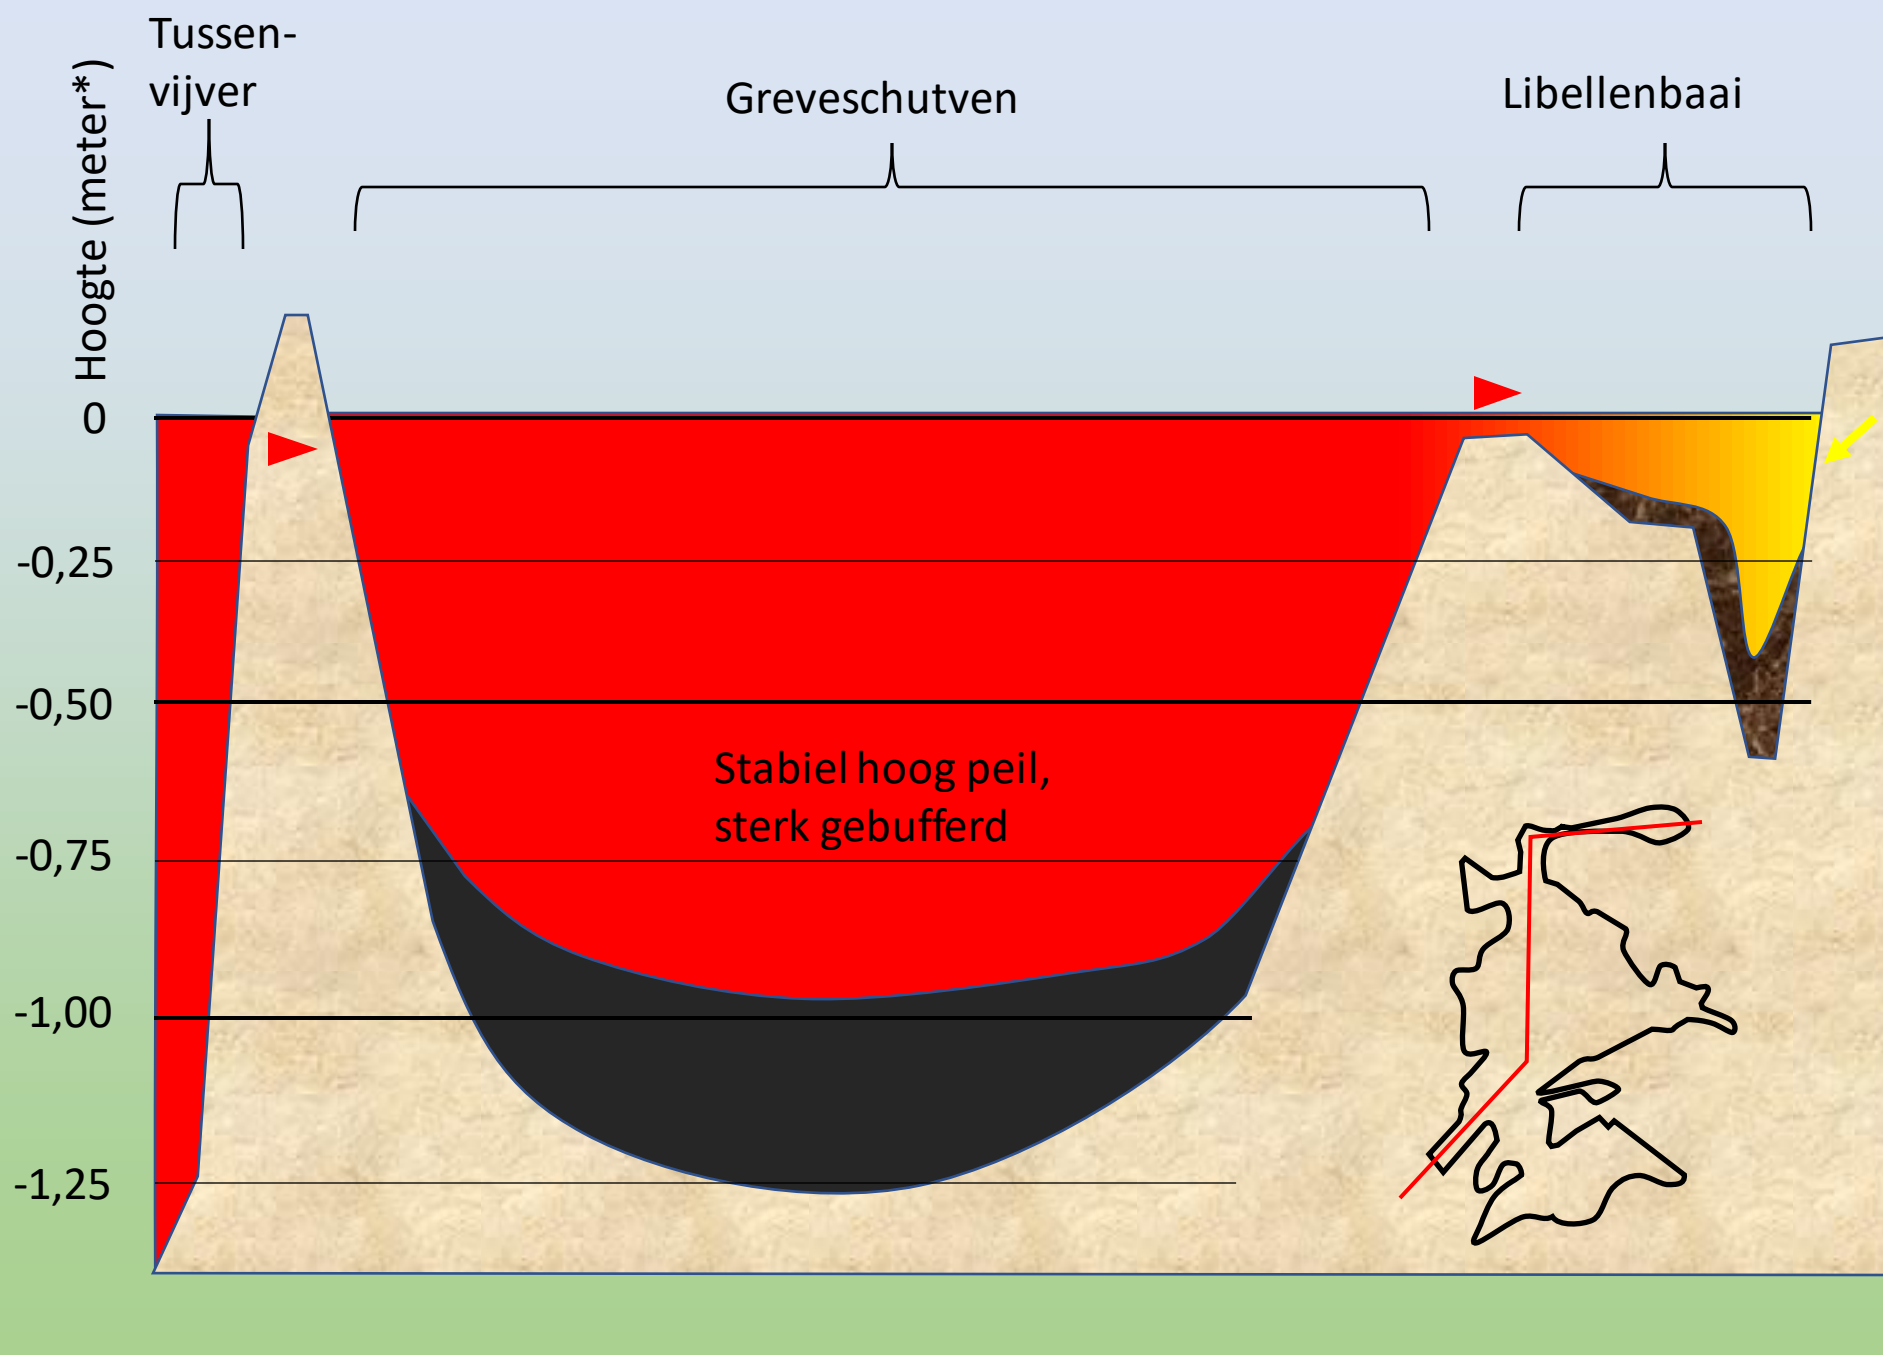 Tussen-
vijver
Greveschutven
Libellenbaai
Hoogte (meter*)
0
-0,25
-0,50
-0,75
-1,00
-1,25
Stabiel hoog peil,
sterk gebufferd